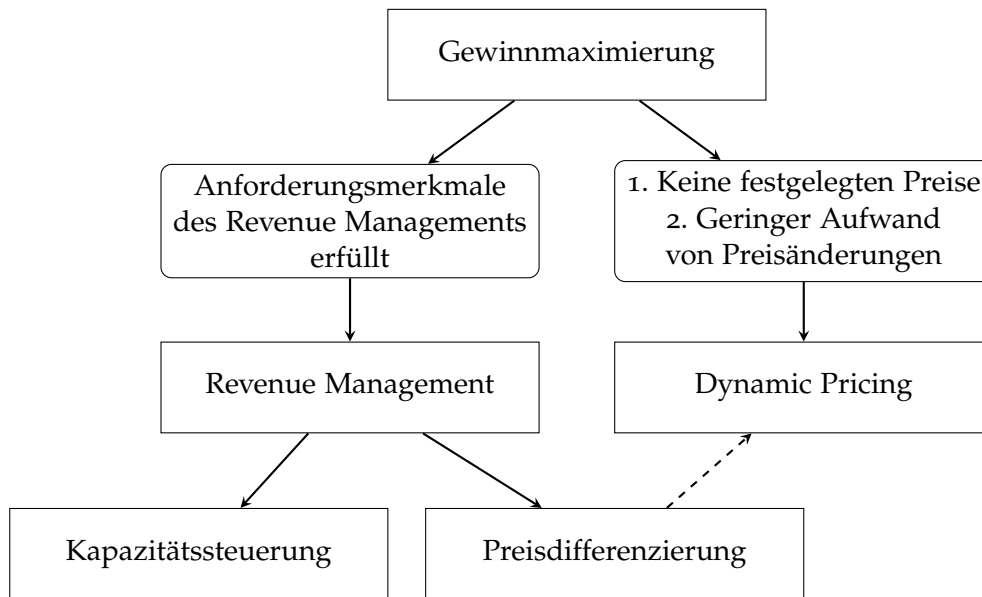 Gewinnmaximierung
Anforderungsmerkmale
des Revenue Managements
erfüllt
1. Keine festgelegten Preise
2. Geringer Aufwand
von Preisänderungen
Revenue Management
Dynamic Pricing
Kapazitätssteuerung
Preisdifferenzierung